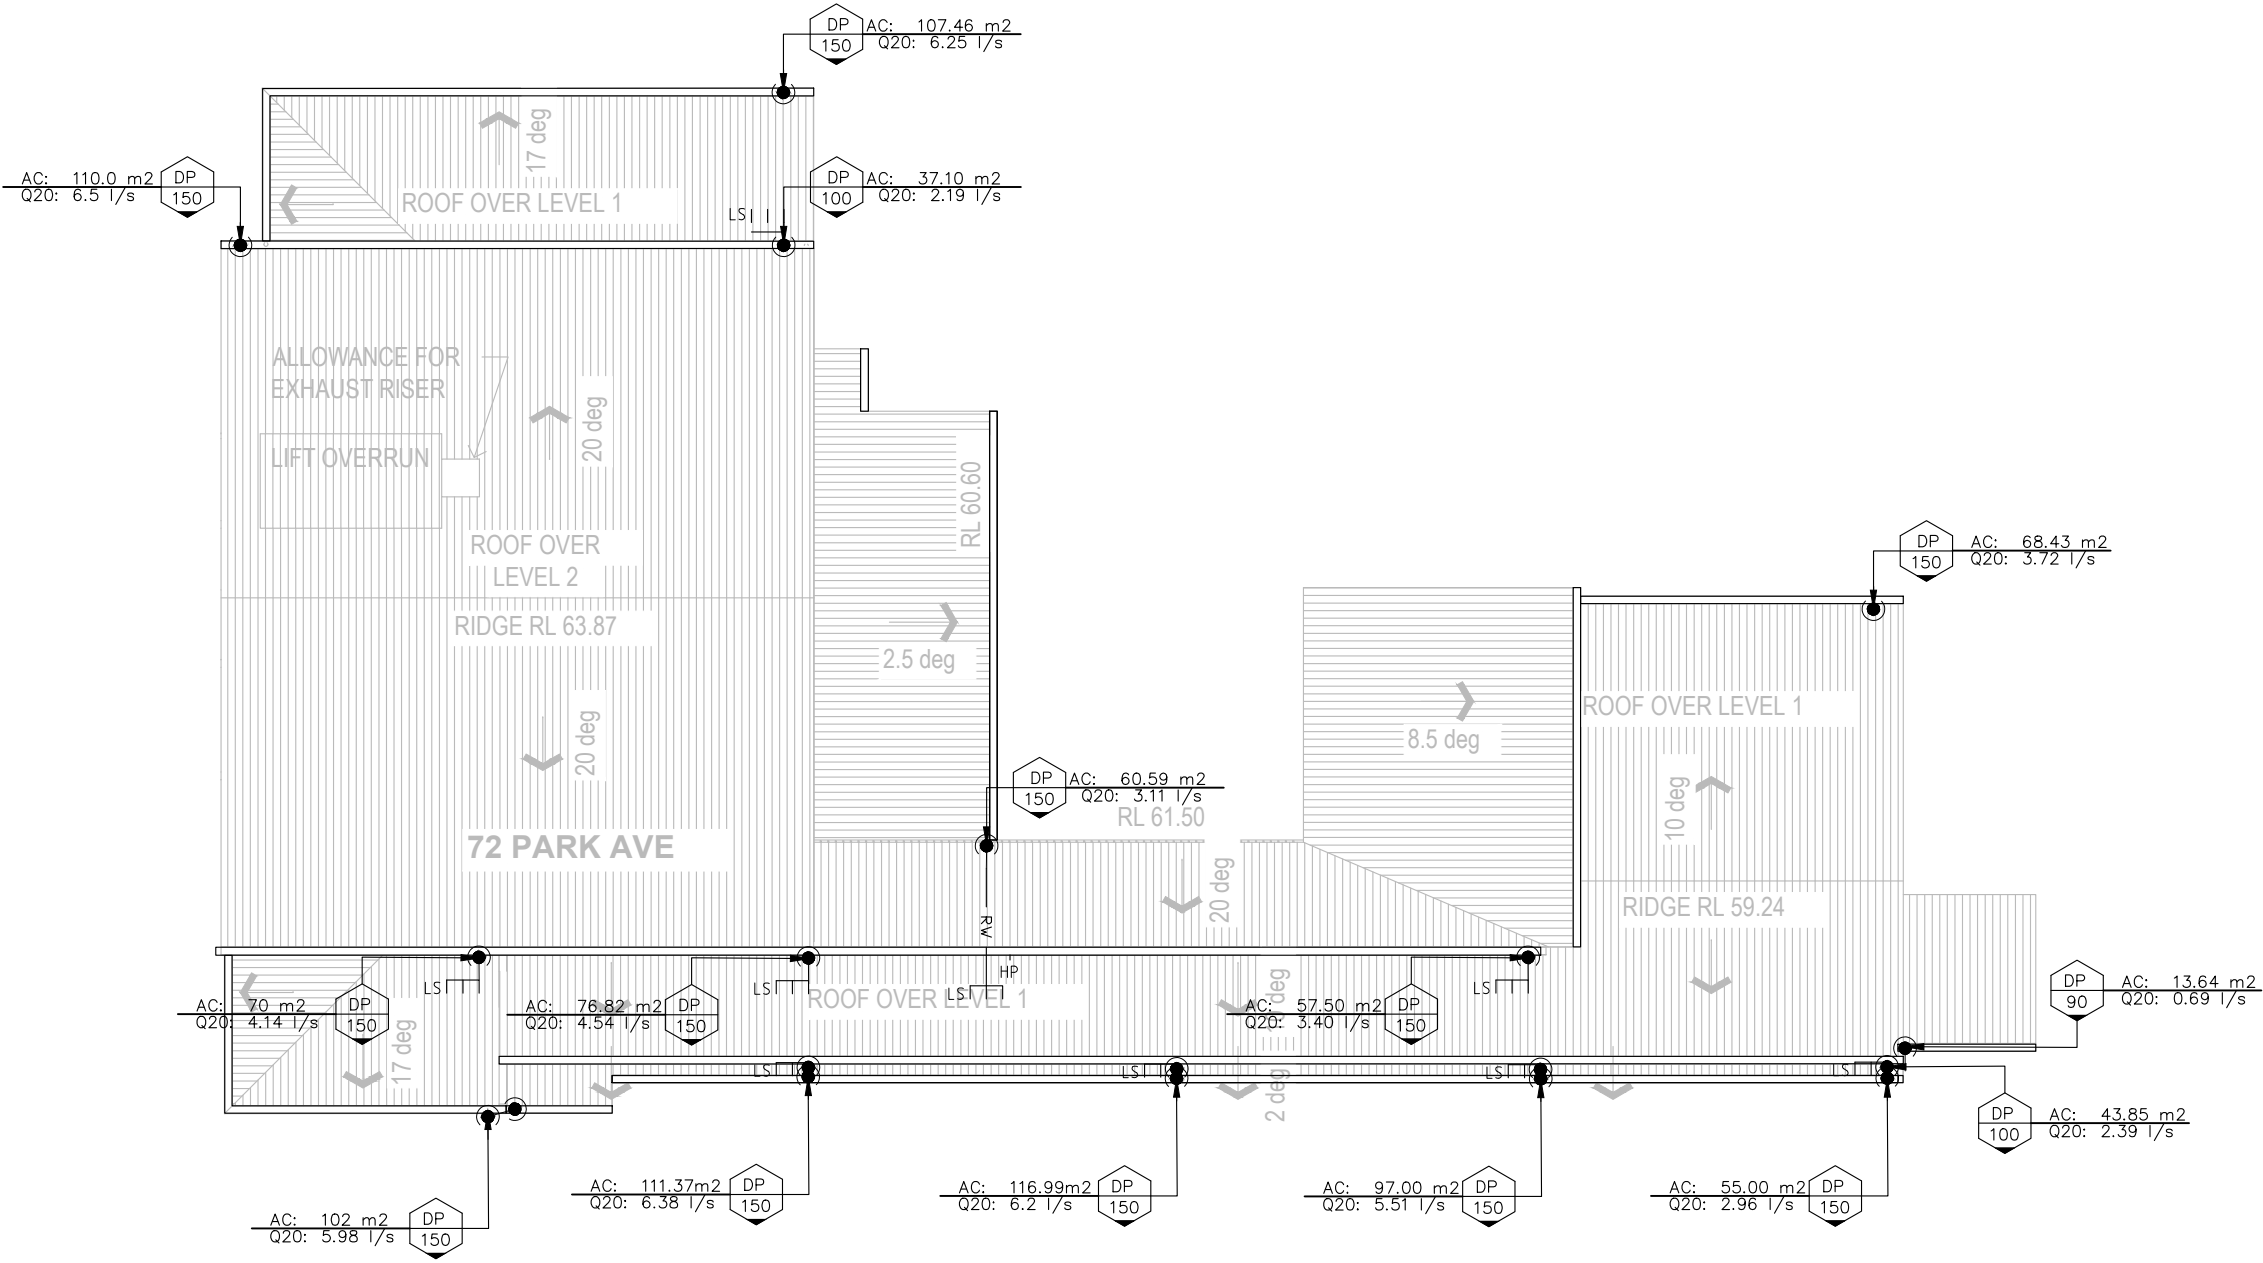 DP
150
AC: 107.46 m2
Q20: 6.25 l/s
17 deg
AC: 110.0 m2
Q20: 6.5 l/s
DP
150
ROOF OVER LEVEL 1
LS
DP
100
AC: 37.10 m2
Q20: 2.19 l/s
ALLOWANCE FOR
EXHAUST RISER
LIFT OVERRUN
20 deg
RL 60.60
ROOF OVER
LEVEL 2
RIDGE RL 63.87
2.5 deg
DP
150
AC: 68.43 m2
Q20: 3.72 l/s
20 deg
8.5 deg
ROOF OVER LEVEL 1
10 deg
DP
150
AC: 60.59 m2
Q20: 3.11 l/s
RL 61.50
72 PARK AVE
20 deg
RIDGE RL 59.24
RW
HP
LS
LS
LS
LS
ROOF OVER LEVEL 1
AC: 70 m2
Q20: 4.14 l/s
DP
150
AC: 76.82 m2
Q20: 4.54 l/s
DP
150
AC: 57.50 m2
Q20: 3.40 l/s
DP
150
deg
DP
90
AC: 13.64 m2
Q20: 0.69 l/s
17 deg
LS
LS
LS
LS
2 deg
DP
100
AC: 43.85 m2
Q20: 2.39 l/s
AC: 102 m2
Q20: 5.98 l/s
DP
150
AC: 111.37m2
Q20: 6.38 l/s
DP
150
AC: 116.99m2
Q20: 6.2 l/s
DP
150
AC: 97.00 m2
Q20: 5.51 l/s
DP
150
AC: 55.00 m2
Q20: 2.96 l/s
DP
150